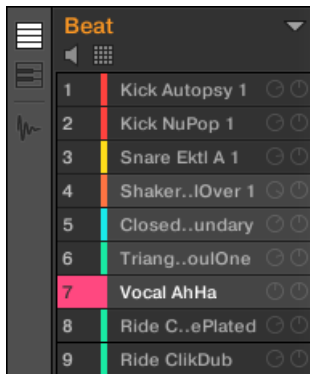 Beat
1 Kick Autopsy 1
2 Kick NuPop 1
3 Snare Ektl A 1
4 Shaker..lOver 1
5 Closed..undary
6 Triang..oulOne
7 Vocal AhHa
8 Ride C..ePlated
9 Ride ClikDub